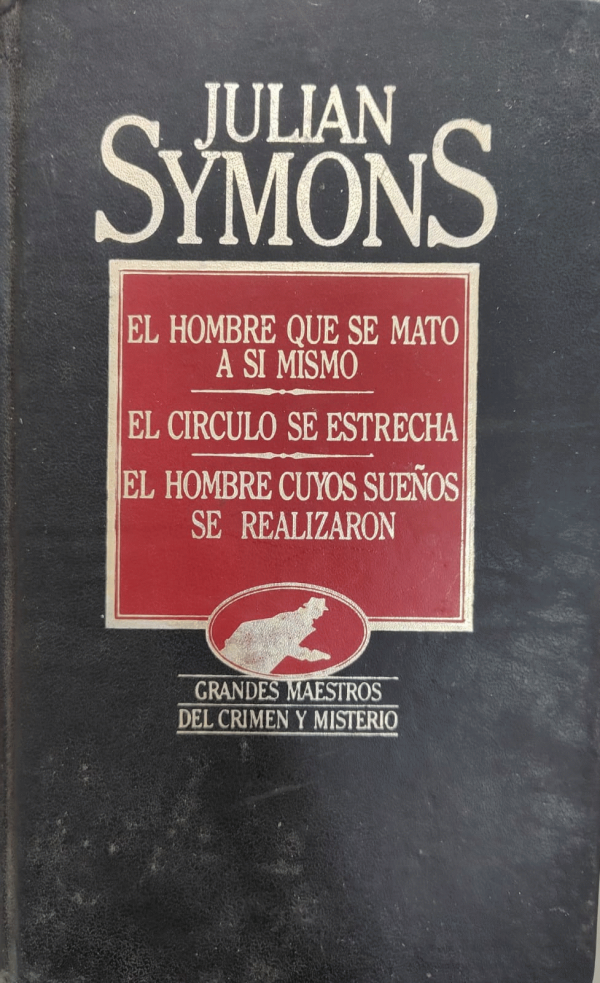 JULIAN
SYMONS
EL HOMBRE QUE SE MATO
A SI MISMO
EL CIRCULO SE ESTRECHA
EL HOMBRE CUYOS SUEÑOS
SE REALIZARON
GRANDES MAESTROS
DEL CRIMEN Y MISTERIO